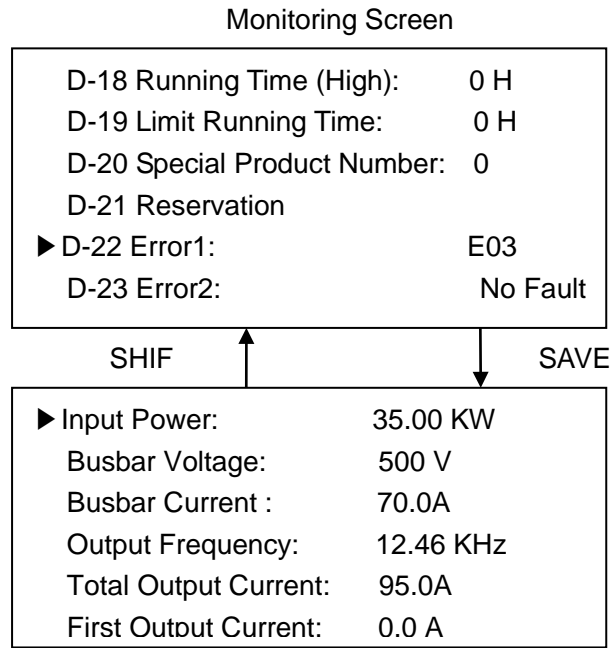 Monitoring Screen
D-18 Running Time (High): 0 H
D-19 Limit Running Time: 0 H
D-20 Special Product Number: 0
D-21 Reservation
▶D-22 Error1: E03
D-23 Error2: No Fault
SHIF SAVE
▶Input Power: 35.00 KW
Busbar Voltage: 500 V
Busbar Current : 70.0A
Output Frequency: 12.46 KHz
Total Output Current: 95.0A
First Output Current: 0.0 A